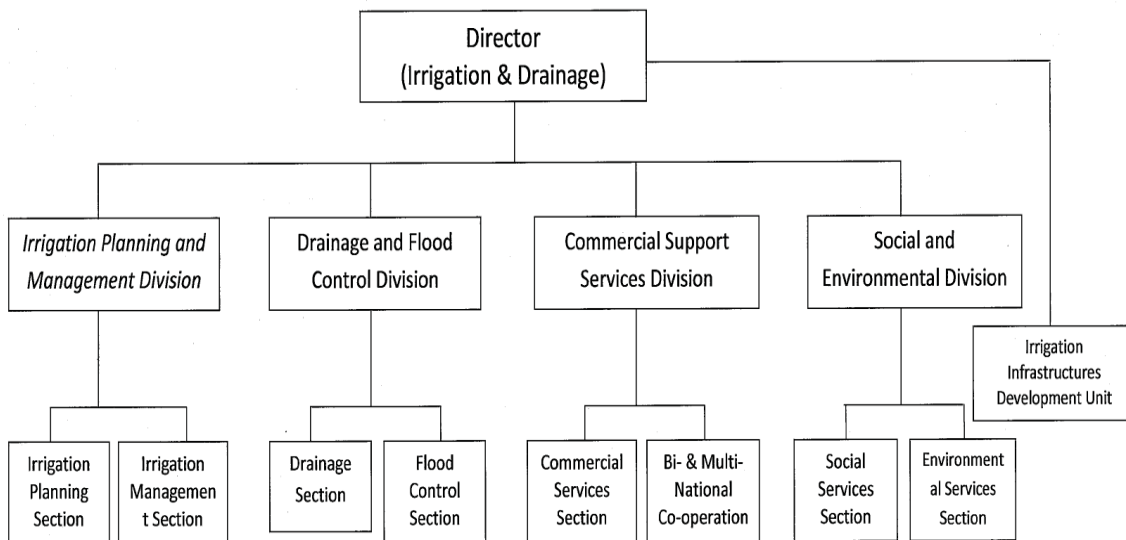 Director
(Irrigation & Drainage)
Irrigation Planning and
Management Division
Drainage and Flood
Control Division
Commercial Support
Services Division
Social and
Environmental Division
Irrigation
Infrastructures
Development Unit
Irrigation
Planning
Section
Irrigation
Managemen
t Section
Drainage
Section
Flood
Control
Section
Commercial
Services
Section
Bi- & Multi-
National
Co-operation
Social
Services
Section
Environment
al Services
Section